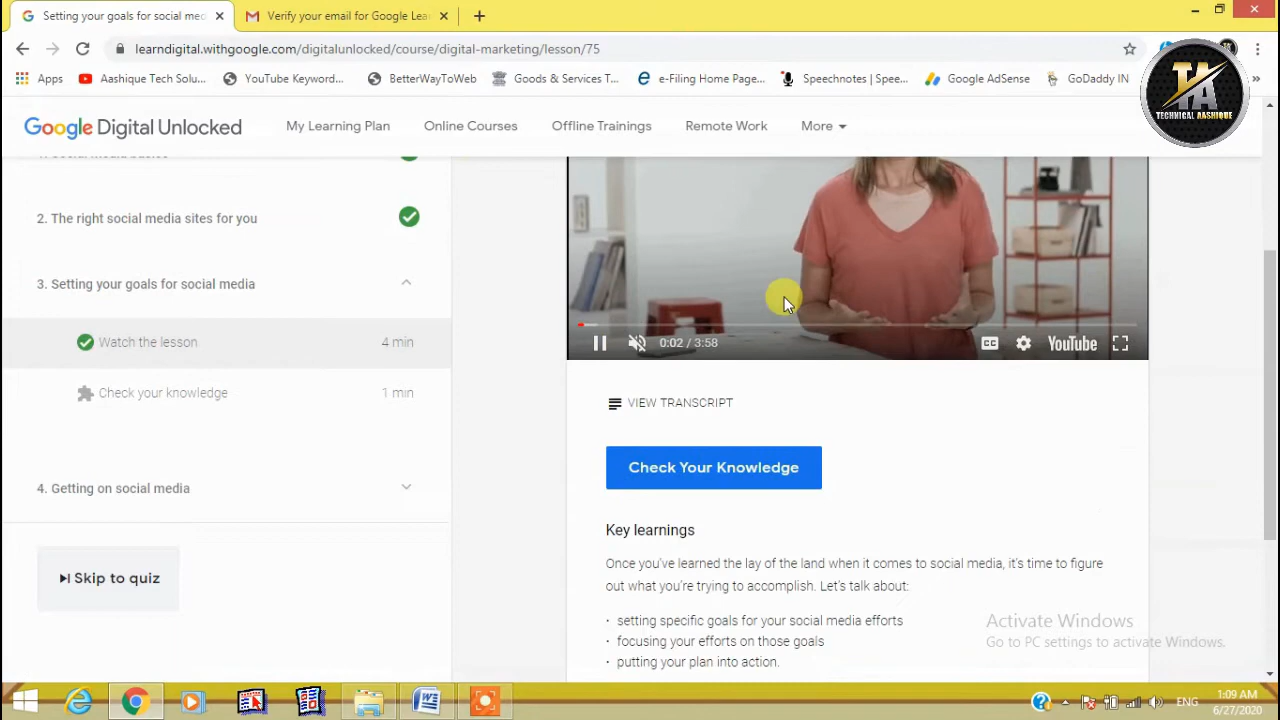 Setting your goals for social med
Verify your email for Google Lea
learndigital.withgoogle.com/digitalunlocked/course/digital-marketing/lesson/75
Apps
Aashique Tech Solu...
YouTube Keyword...
BetterWayToWeb
Goods & Services T...
e-Filing Home Page...
Speechnotes | Spee...
Google AdSense
GoDaddy IN
»
TA
TECHNICAL AASHIQUE
Google Digital Unlocked
My Learning Plan
Online Courses
Offline Trainings
Remote Work
More
1. Social media basics
2. The right social media sites for you
3. Setting your goals for social media
Watch the lesson 4 min
Check your knowledge 1 min
4. Getting on social media
Skip to quiz
0:02 / 3:58
CC
YouTube
VIEW TRANSCRIPT
Check Your Knowledge
Key learnings
Once you've learned the lay of the land when it comes to social media, it's time to figure
out what you're trying to accomplish. Let's talk about:
· setting specific goals for your social media efforts
· focusing your efforts on those goals
· putting your plan into action.
Activate Windows
Go to PC settings to activate Windows.
ENG
1:09 AM
6/27/2020